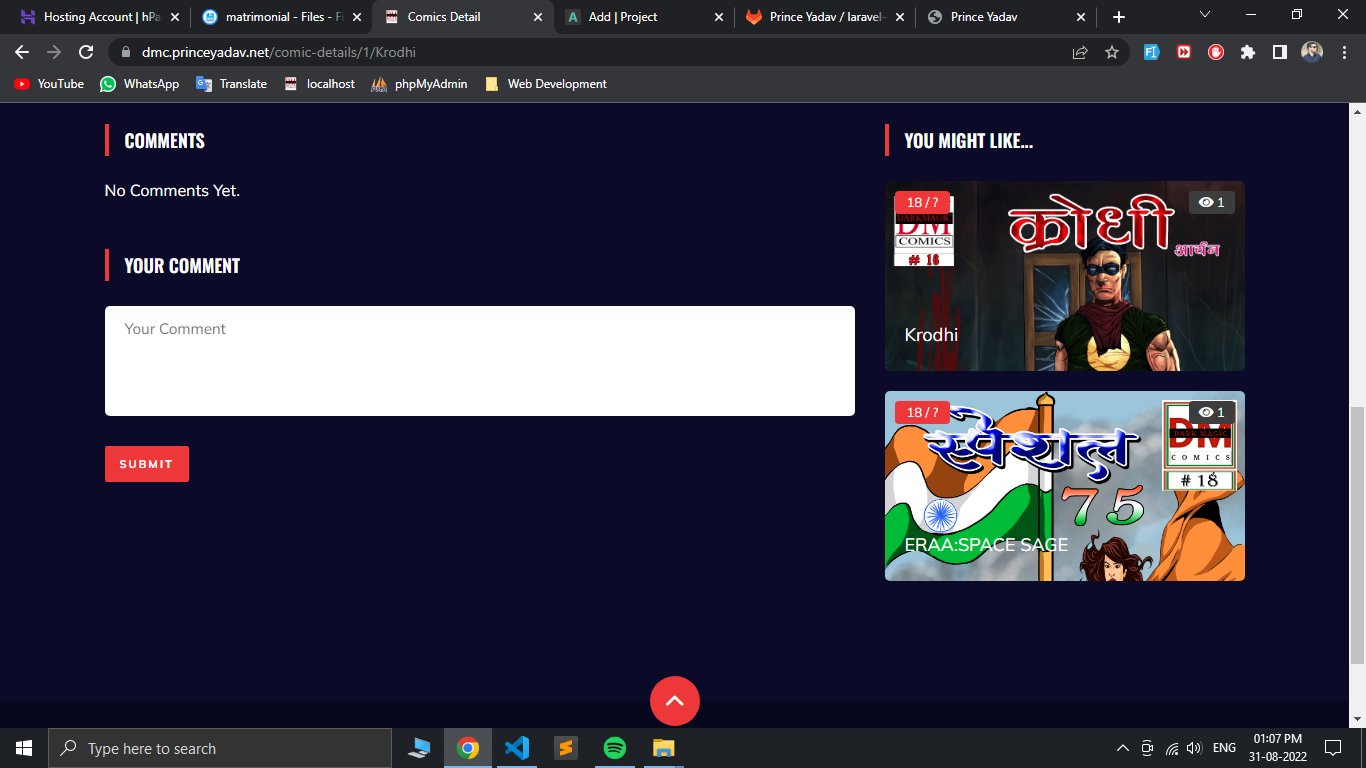 Hosting Account | hPa
matrimonial - Files - Fi
Comics Detail
Add | Project
Prince Yadav / laravel-
Prince Yadav
dmc.princeyadav.net/comic-details/1/Krodhi
YouTube
WhatsApp
Translate
localhost
phpMyAdmin
Web Development
COMMENTS
No Comments Yet.
YOUR COMMENT
Your Comment
SUBMIT
YOU MIGHT LIKE...
18 / ?
1
DARKMAGIC
DM
COMICS
# 16
क्रोधी
आर्यन
Krodhi
18 / ?
1
स्पेशल
75
DM
DARK MAGIC
COMICS
# 18
ERAA:SPACE SAGE
Type here to search
ENG
01:07 PM
31-08-2022